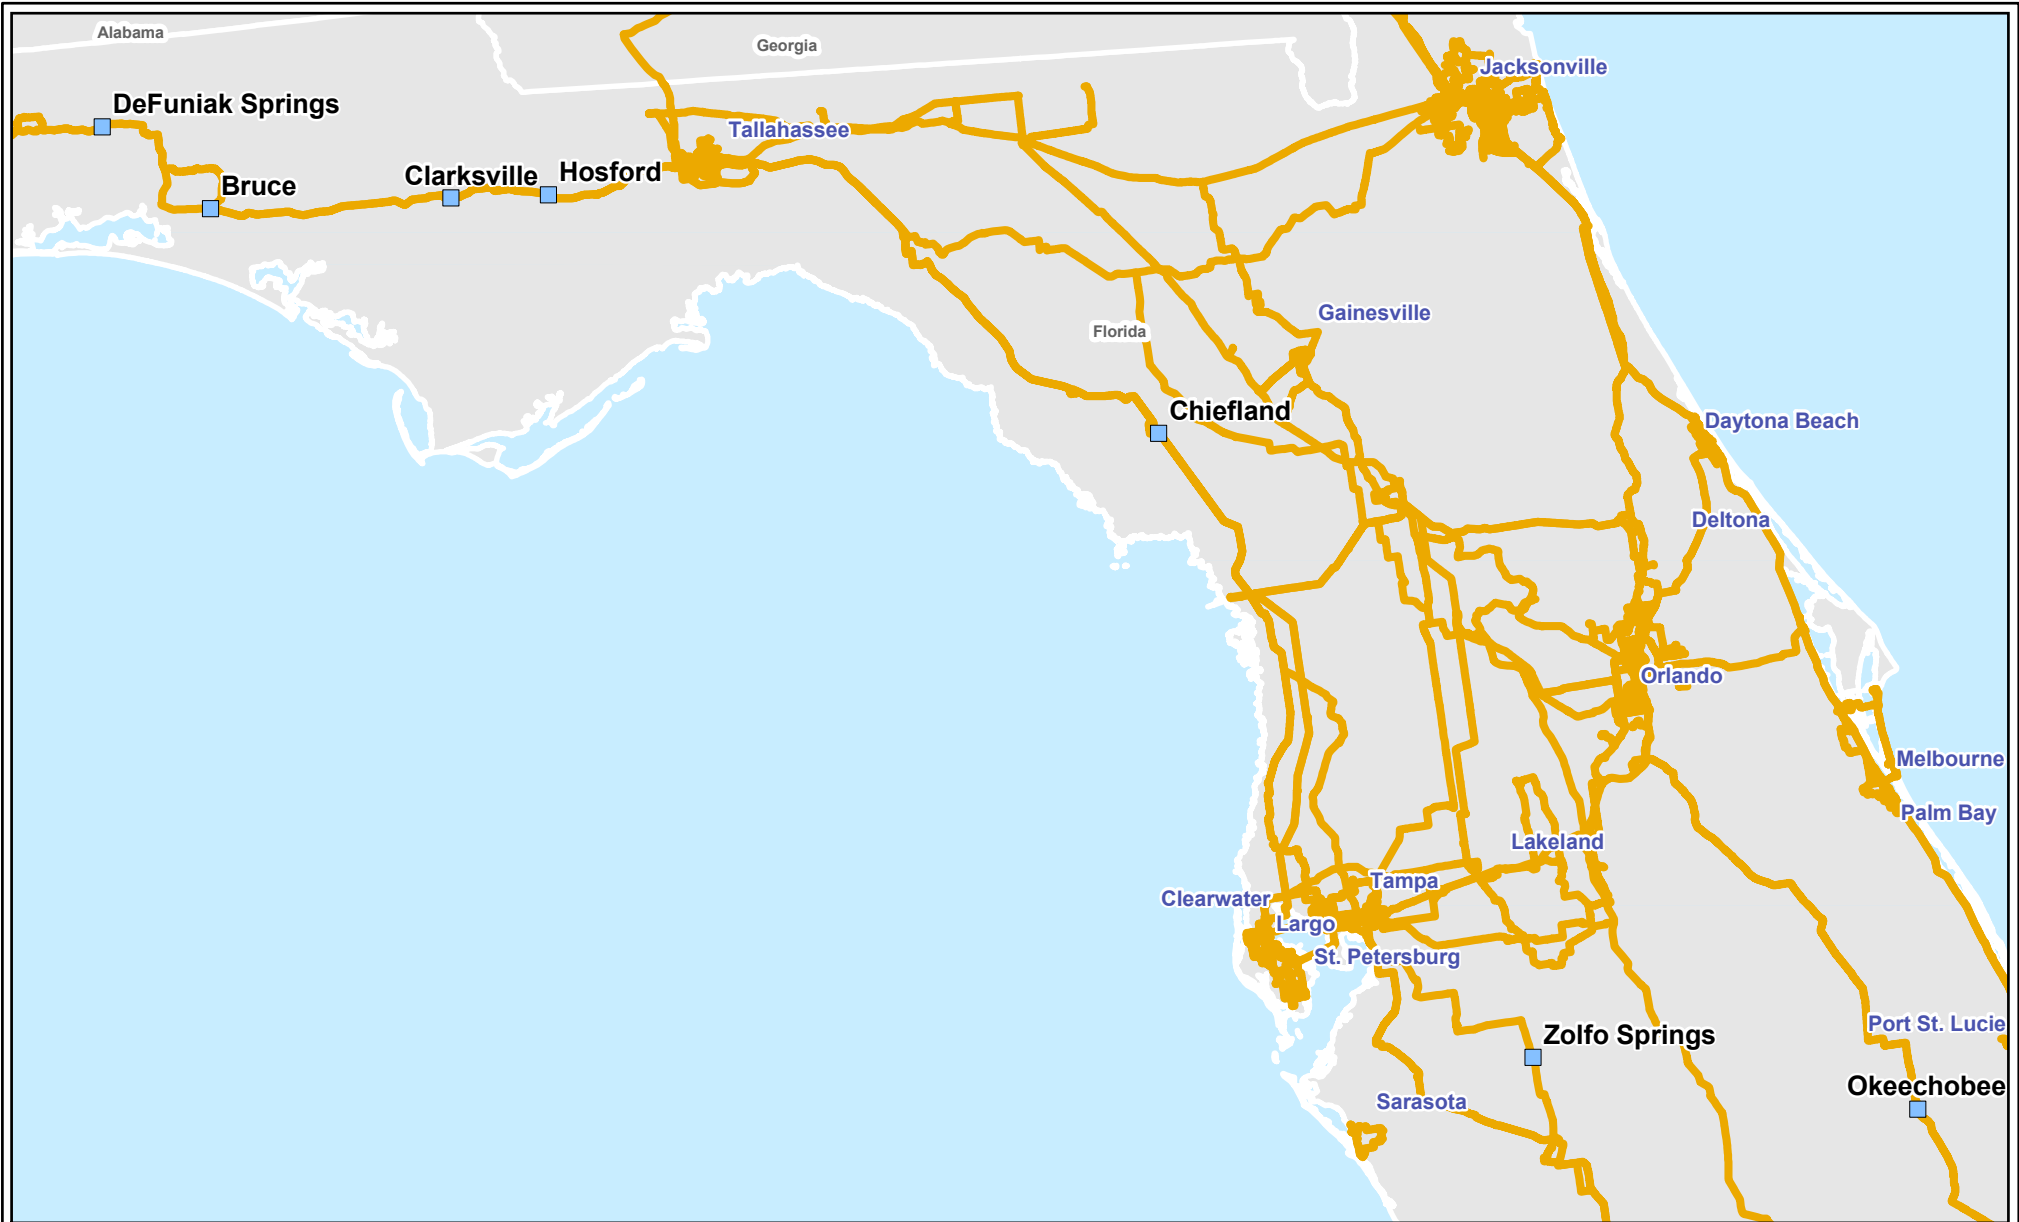 Alabama
Georgia
Jacksonville
DeFuniak Springs
Tallahassee
Clarksville
Hosford
Bruce
Gainesville
Florida
Chiefland
Daytona Beach
Deltona
Orlando
Melbourne
Palm Bay
Lakeland
Tampa
Clearwater
Largo
St. Petersburg
Port St. Lucie
Zolfo Springs
Okeechobee
Sarasota